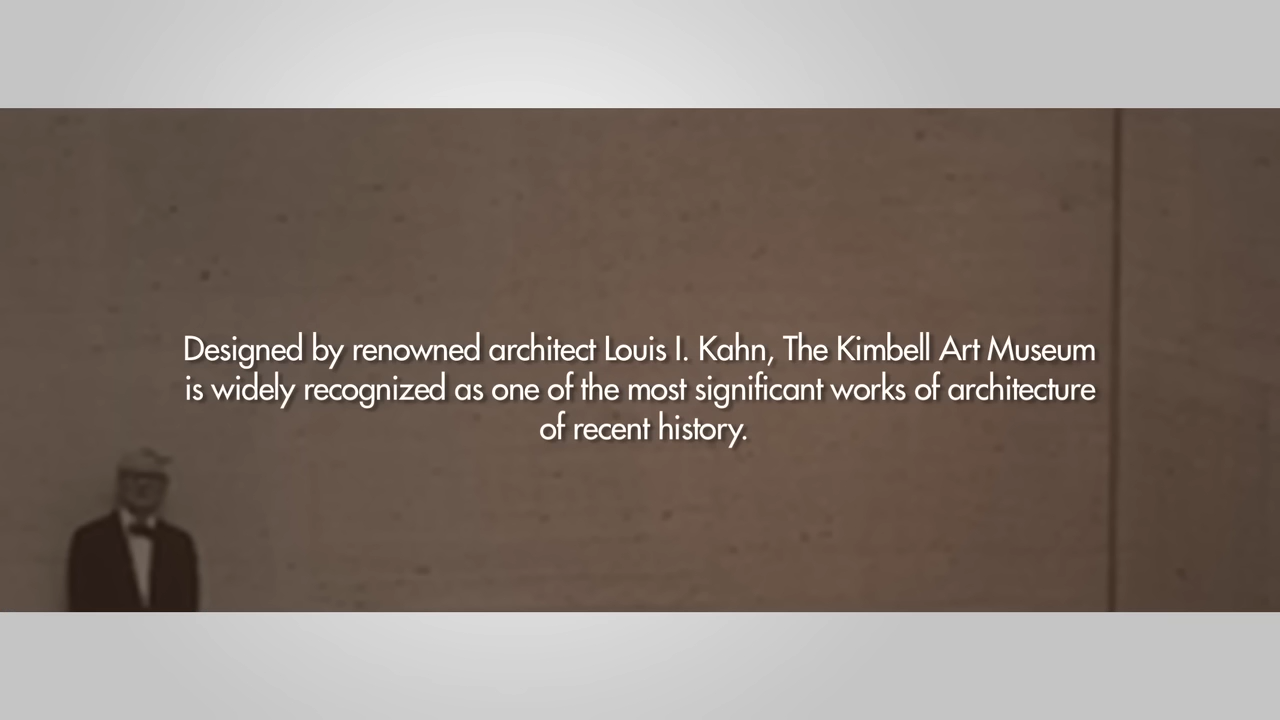 Designed by renowned architect Louis I. Kahn, The Kimbell Art Museum
is widely recognized as one of the most significant works of architecture
of recent history.